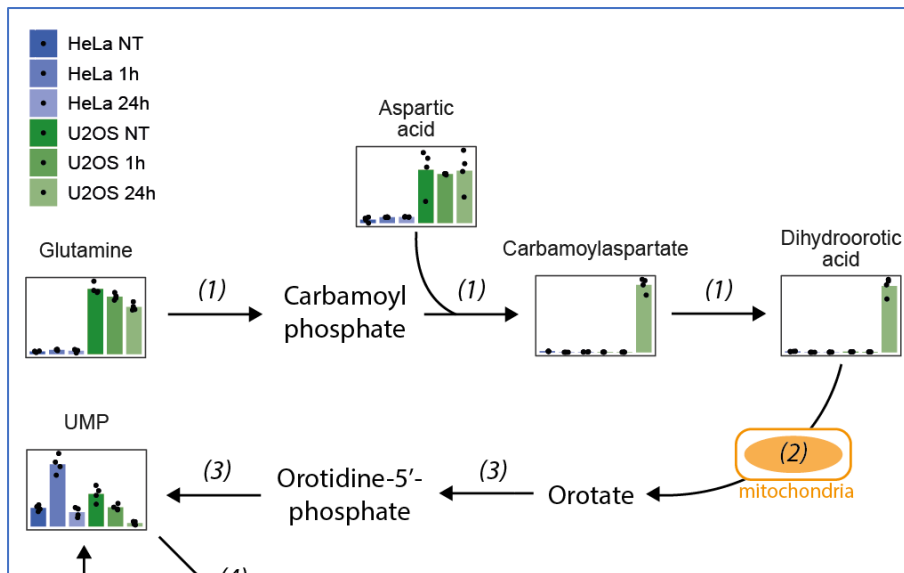 HeLa NT
HeLa 1h
HeLa 24h
U2OS NT
U2OS 1h
U2OS 24h
Aspartic
acid
Glutamine
(1)
Carbamoyl
phosphate
(1)
Carbamoylaspartate
(1)
Dihydroorotic
acid
UMP
(3)
Orotidine-5′-
phosphate
(3)
Orotate
(2)
mitochondria